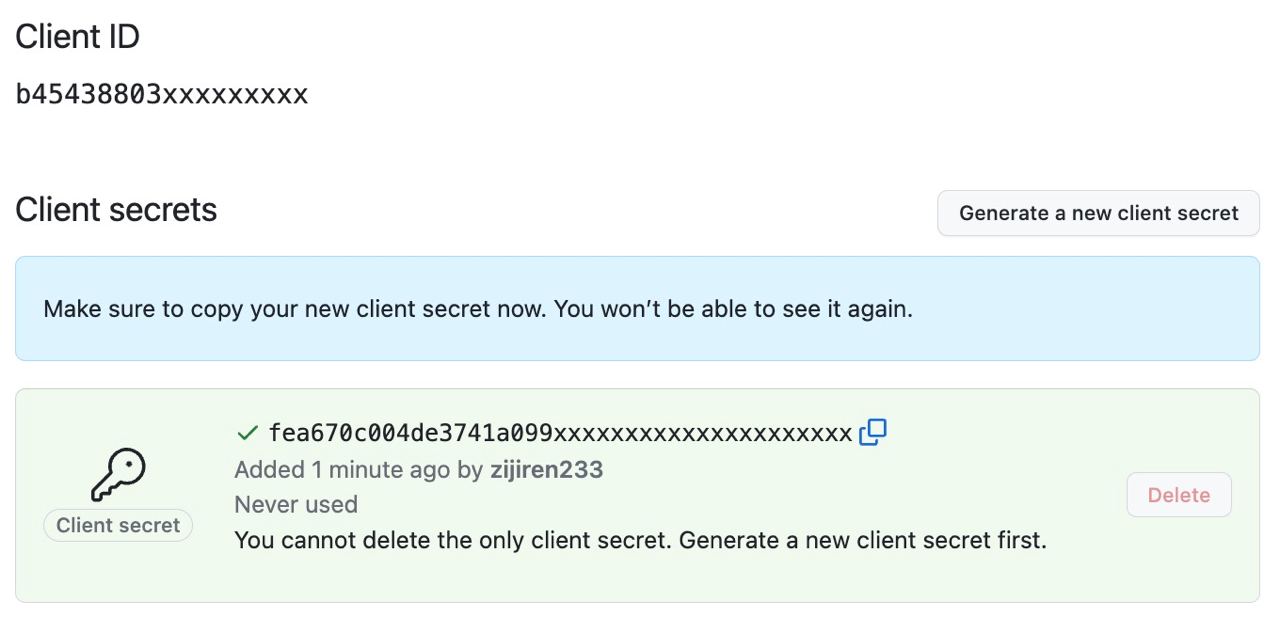 Client ID
b45438803xxxxxxxxx
Client secrets
Generate a new client secret
Make sure to copy your new client secret now. You won’t be able to see it again.
fea670c004de3741a099xxxxxxxxxxxxxxxxxxxxx
Added 1 minute ago by zijiren233
Never used
Client secret
Delete
You cannot delete the only client secret. Generate a new client secret first.